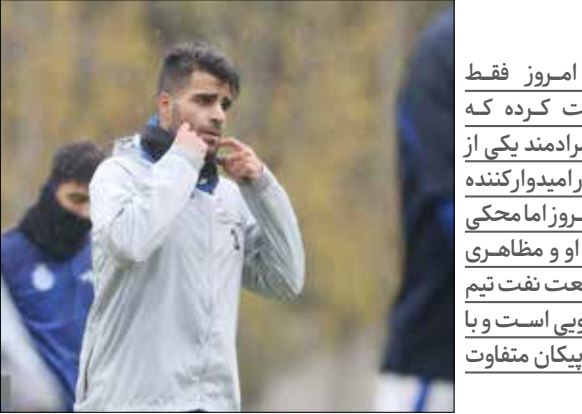 امروز فقط
کرده که
یکی از
امیدوارکننده
اما محکی
او و مظاهری
نفت تیم
است و با
پیکان متفاوت